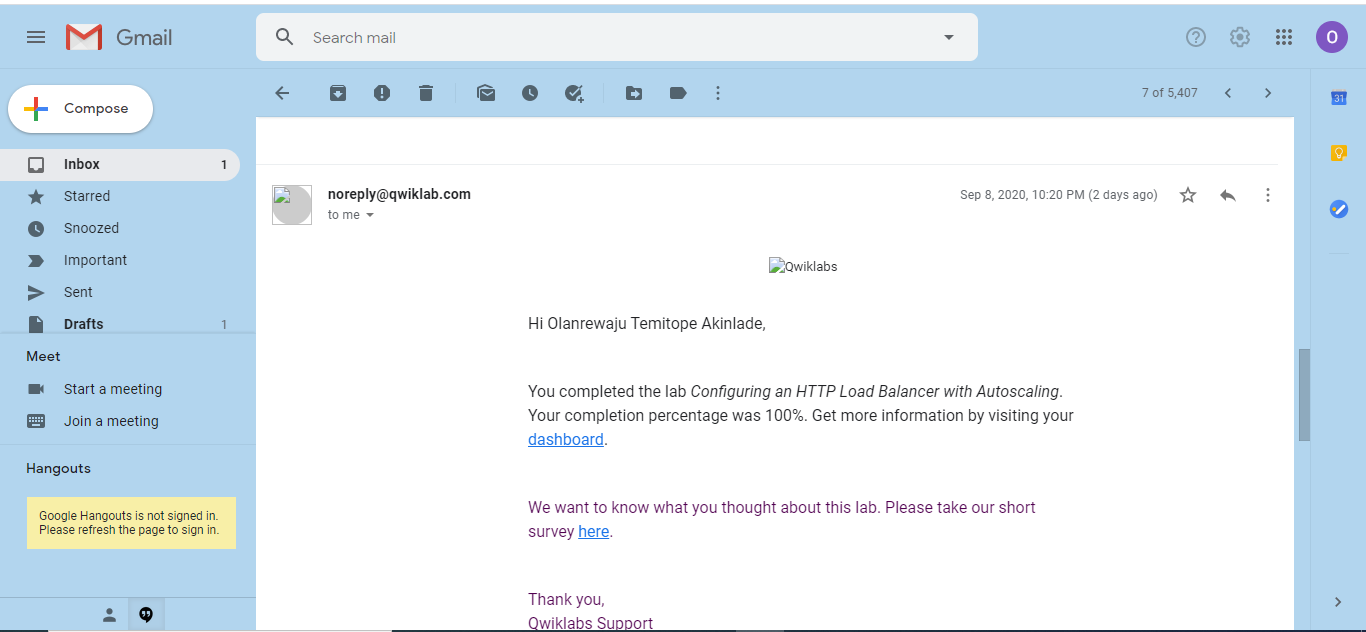 Gmail
Search mail
Compose
7 of 5,407
31
O
Inbox 1
Starred
Snoozed
Important
Sent
Drafts 1
Meet
Start a meeting
Join a meeting
Hangouts
Google Hangouts is not signed in.
Please refresh the page to sign in.
noreply@qwiklab.com
Sep 8, 2020, 10:20 PM (2 days ago)
to me
Qwiklabs
Hi Olanrewaju Temitope Akinlade,
You completed the lab Configuring an HTTP Load Balancer with Autoscaling.
Your completion percentage was 100%. Get more information by visiting your
dashboard.
We want to know what you thought about this lab. Please take our short
survey here.
Thank you,
Qwiklabs Support